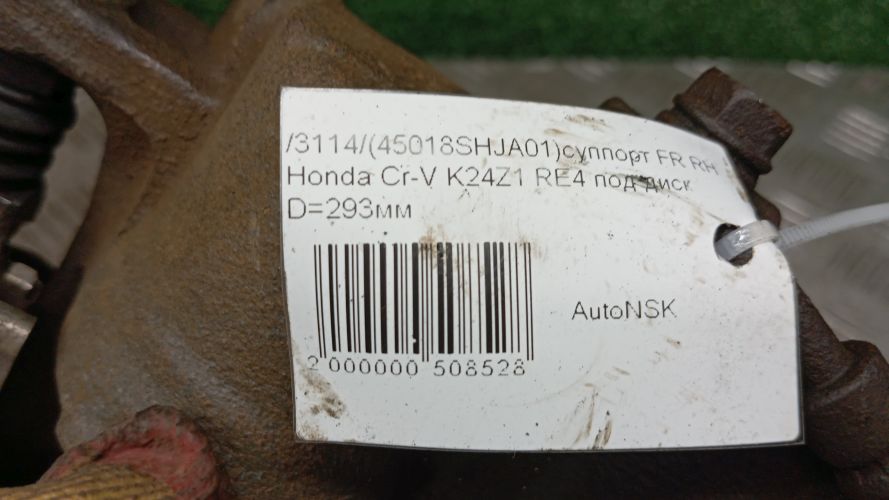 /3114/(45018SHJA01)суппорт FR RH
Honda Cr-V K24Z1 RE4 под диск
D=293мм
AutoNSK
2 000000 508528